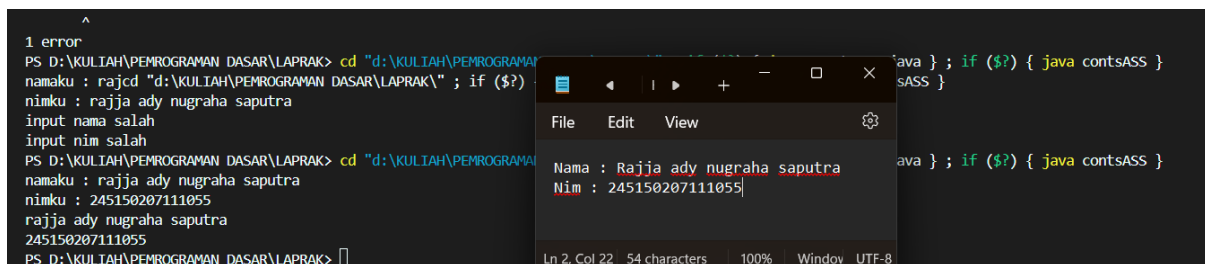 ^
1 error
PS D:\KULIAH\PEMROGRAMAN DASAR\LAPRAK> cd "d:\KULIAH\PEMROGRAMAN ava } ; if ($?) { java contsASS }
namaku : rajcd "d:\KULIAH\PEMROGRAMAN DASAR\LAPRAK\" ; if ($?) sASS }
nimku : rajja ady nugraha saputra
input nama salah
input nim salah
PS D:\KULIAH\PEMROGRAMAN DASAR\LAPRAK> cd "d:\KULIAH\PEMROGRAMA ava } ; if ($?) { java contsASS }
namaku : rajja ady nugraha saputra
nimku : 245150207111055
rajja ady nugraha saputra
245150207111055
PS D:\KULIAH\PEMROGRAMAN DASAR\LAPRAK>
File Edit View
Nama : Rajja ady nugraha saputra
Nim : 245150207111055
Ln 2, Col 22 54 characters 100% Window UTF-8